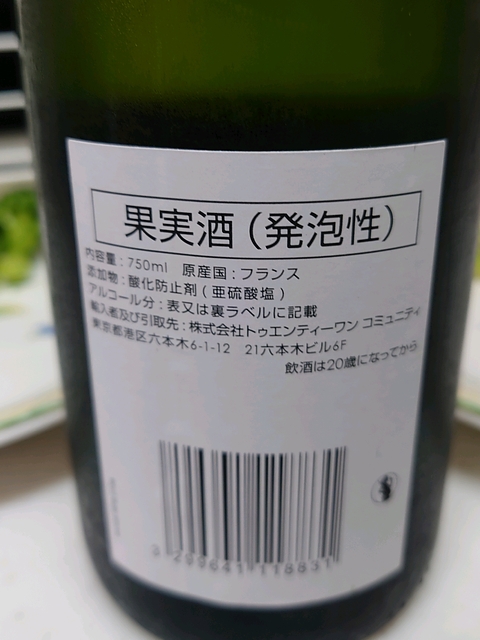 果実酒(発泡性)
内容量:750ml 原産国:フランス
添加物:酸化防止剤(亜硫酸塩)
アルコール分:表又は裏ラベルに記載
輸入者及び引取先:株式会社トゥエンティーワン コミュニティ
東京都港区六本木6-1-12 21六本木ビル6F
飲酒は20歳になってから
3 209641 118831